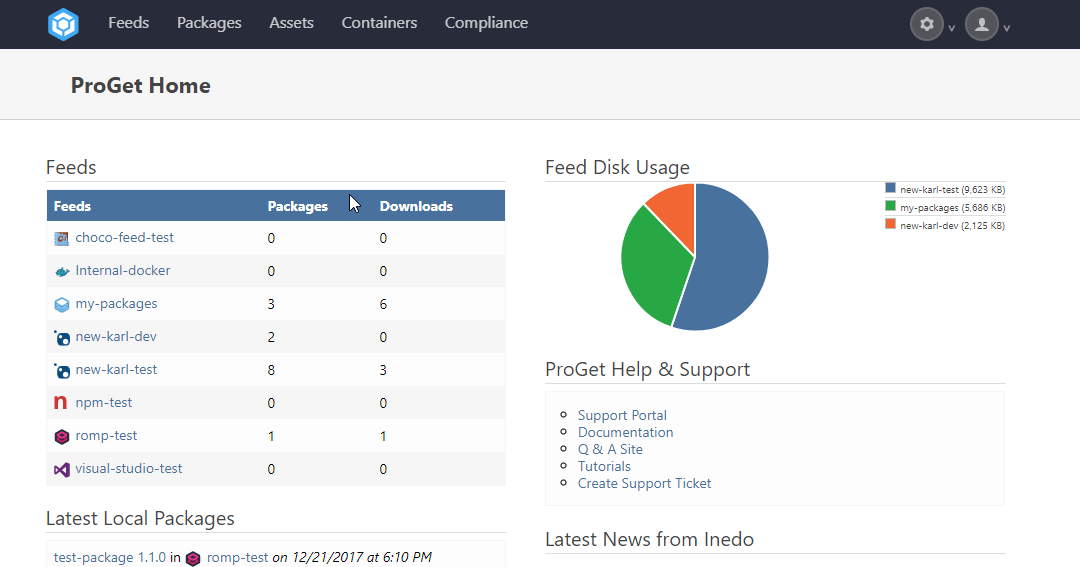 Feeds Packages Assets Containers Compliance
ProGet Home
Feeds
Feeds Packages Downloads
choco-feed-test 0 0
Internal-docker 0 0
my-packages 3 6
new-karl-dev 2 0
new-karl-test 8 3
npm-test 0 0
romp-test 1 1
visual-studio-test 0 0
Latest Local Packages
test-package 1.1.0 in romp-test on 12/21/2017 at 6:10 PM
Feed Disk Usage
new-karl-test (9,623 KB)
my-packages (5,686 KB)
new-karl-dev (2,125 KB)
ProGet Help & Support
Support Portal
Documentation
Q & A Site
Tutorials
Create Support Ticket
Latest News from Inedo